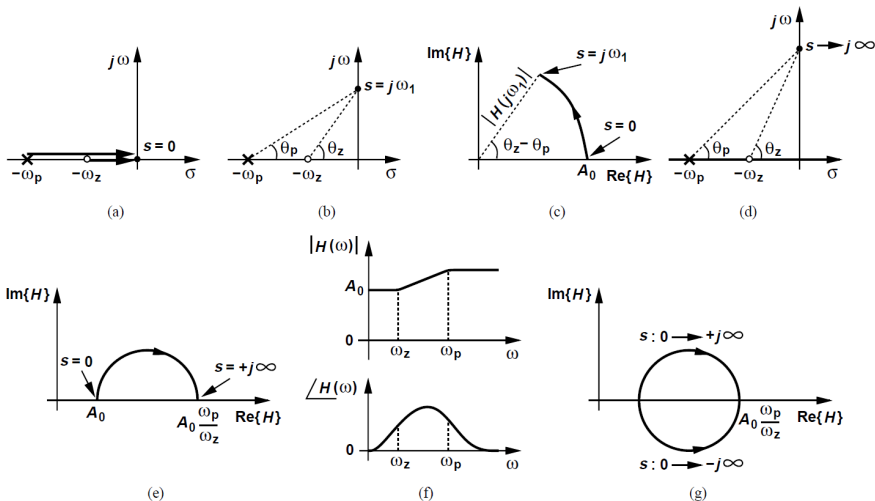 jω
s = 0
−ωp
−ωz
σ
(a)
jω
s = jω1
θp
θz
−ωp
−ωz
σ
(b)
Im{H}
s = jω1
|H(jω1)|
s = 0
θz − θp
A0
Re{H}
(c)
jω
s → j∞
θp
θz
−ωp
−ωz
σ
(d)
Im{H}
s = 0
s = +j∞
A0
A0 ωp/ωz
Re{H}
(e)
|H(ω)|
A0
0
ωz
ωp
ω
∠H(ω)
0
ωz
ωp
ω
(f)
Im{H}
s : 0 → +j∞
A0 ωp/ωz
Re{H}
s : 0 → −j∞
(g)